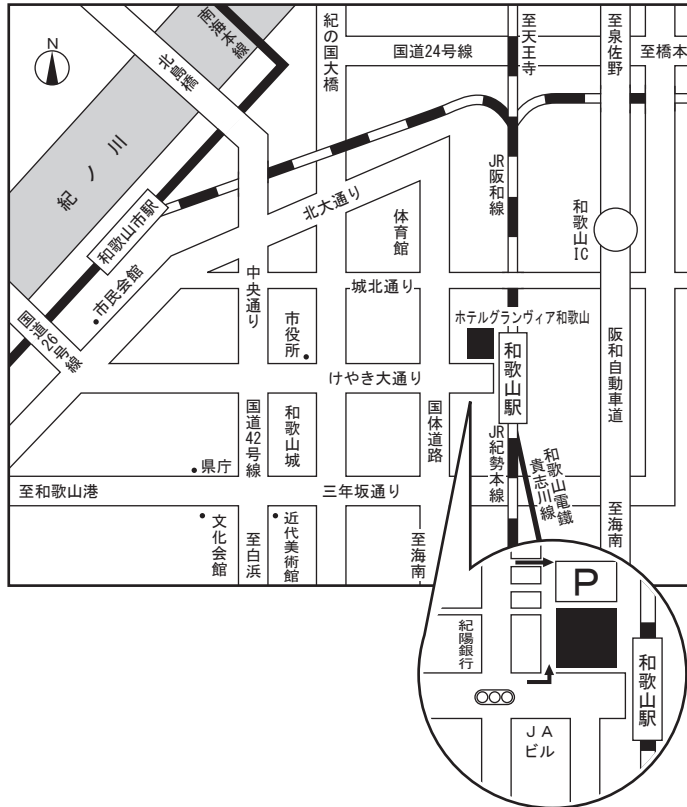 N
南海本線
北島橋
紀の国大橋
国道24号線
至天王寺
至泉佐野
至橋本
紀ノ川
和歌山市駅
北大通り
体育館
JR阪和線
和歌山IC
市民会館
中央通り
城北通り
国道26号線
市役所
ホテルグランヴィア和歌山
和歌山駅
阪和自動車道
けやき大通り
国道42号線
和歌山城
国体道路
JR紀勢本線
和歌山電鐵
貴志川線
県庁
至和歌山港
三年坂通り
文化会館
至白浜
近代美術館
至海南
至海南
P
紀陽銀行
和歌山駅
JA
ビル